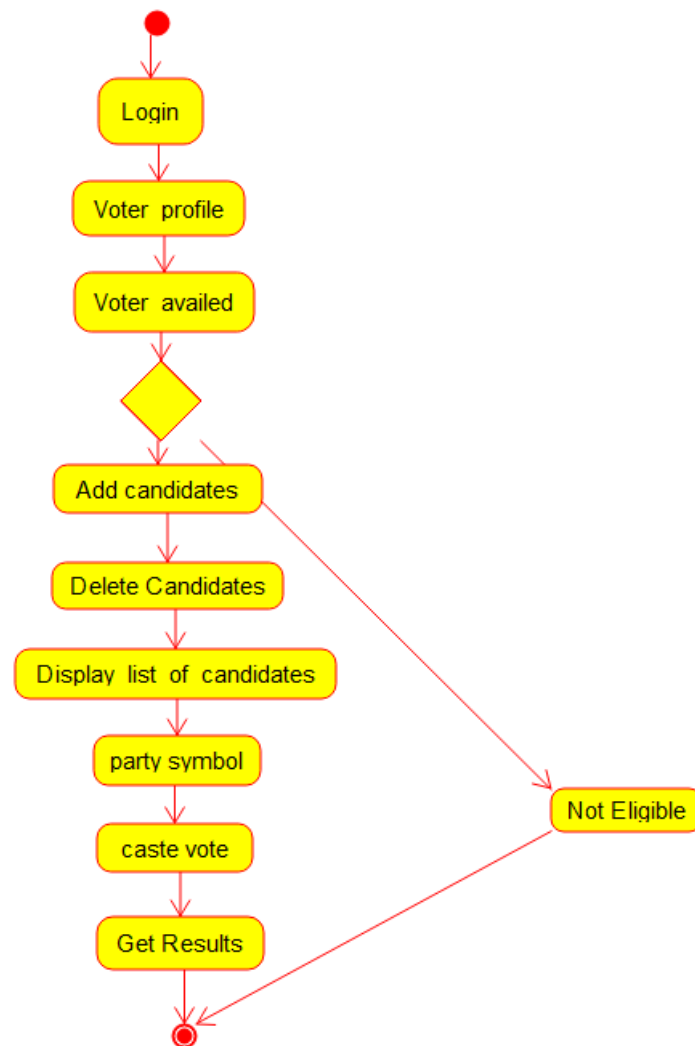 Login
Voter profile
Voter availed
Add candidates
Delete Candidates
Display list of candidates
party symbol
Not Eligible
caste vote
Get Results